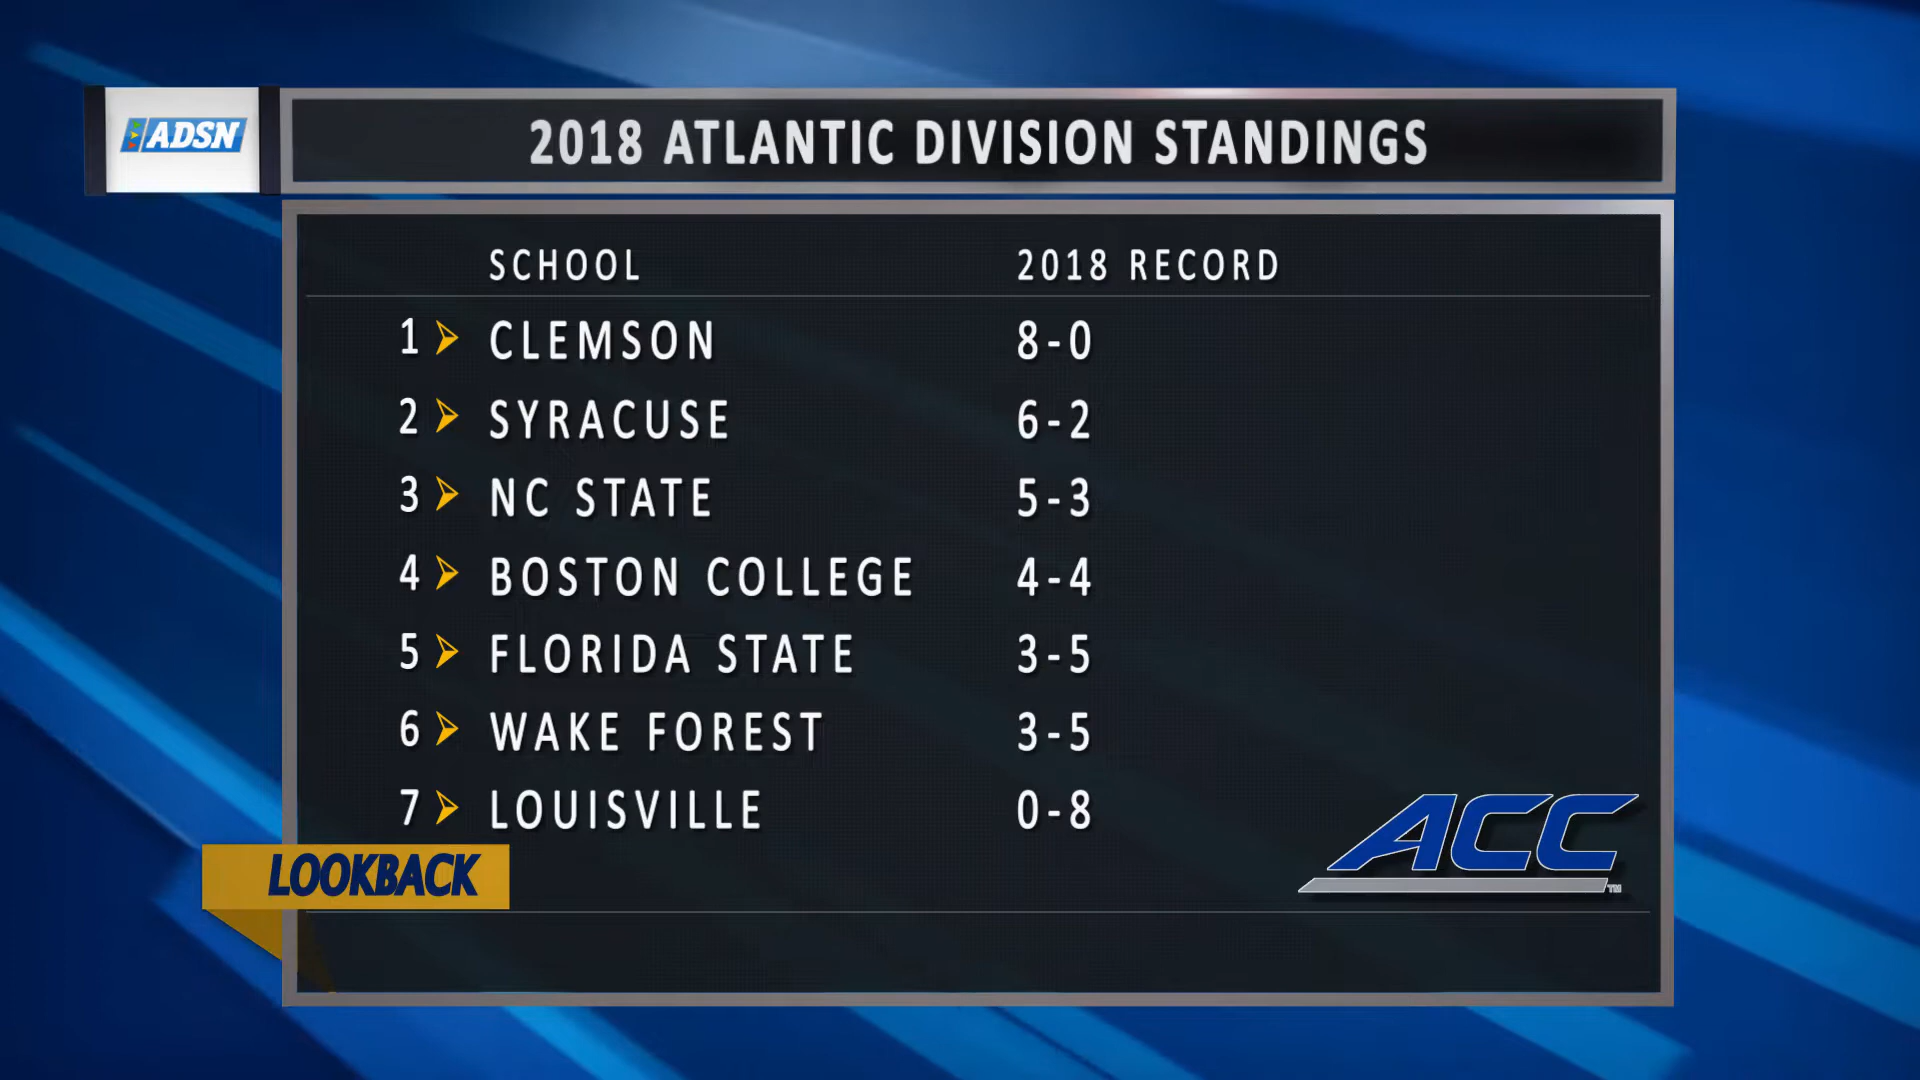 ADSN
2018 ATLANTIC DIVISION STANDINGS
SCHOOL 2018 RECORD
1 CLEMSON 8-0
2 SYRACUSE 6-2
3 NC STATE 5-3
4 BOSTON COLLEGE 4-4
5 FLORIDA STATE 3-5
6 WAKE FOREST 3-5
7 LOUISVILLE 0-8
LOOKBACK
ACC TM